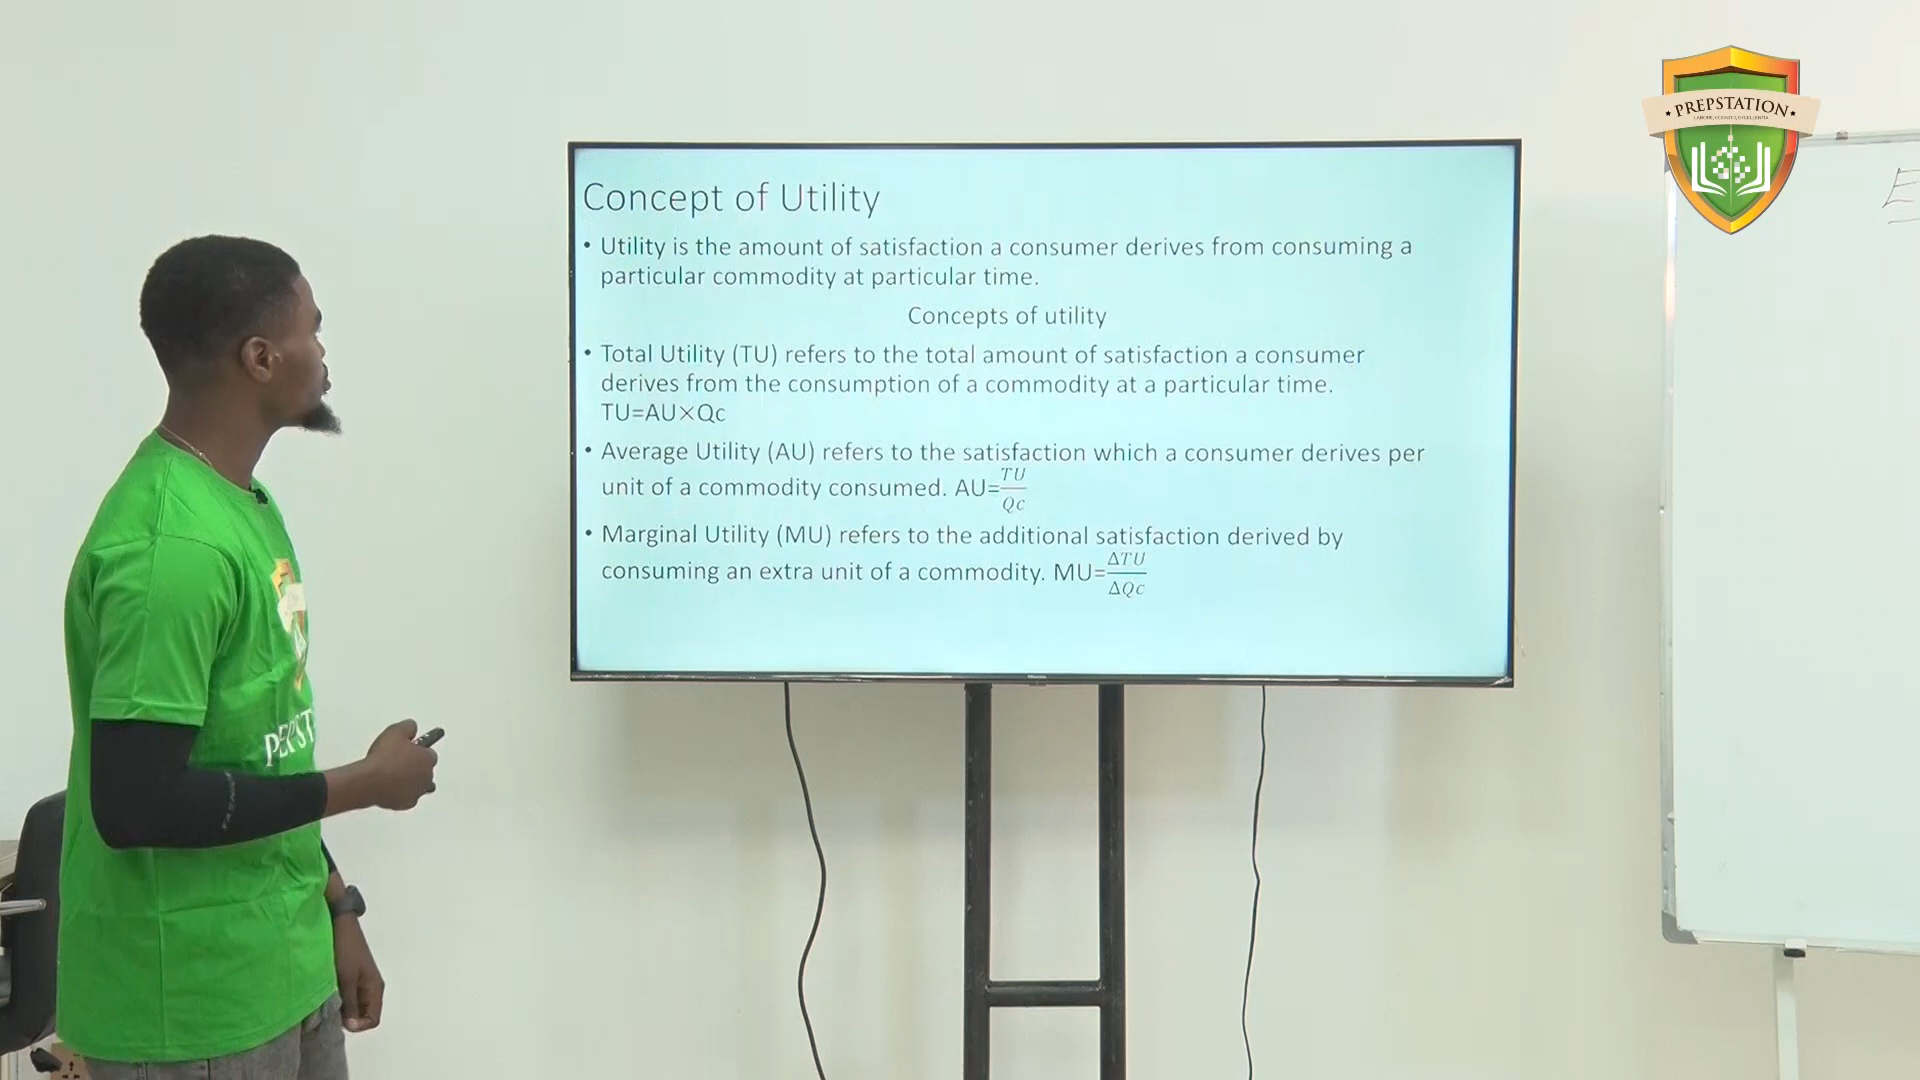 PREPSTATION
Concept of Utility
• Utility is the amount of satisfaction a consumer derives from consuming a
particular commodity at particular time.
Concepts of utility
• Total Utility (TU) refers to the total amount of satisfaction a consumer
derives from the consumption of a commodity at a particular time.
TU=AU×Qc
• Average Utility (AU) refers to the satisfaction which a consumer derives per
unit of a commodity consumed. AU=TU/Qc
• Marginal Utility (MU) refers to the additional satisfaction derived by
consuming an extra unit of a commodity. MU=ΔTU/ΔQc